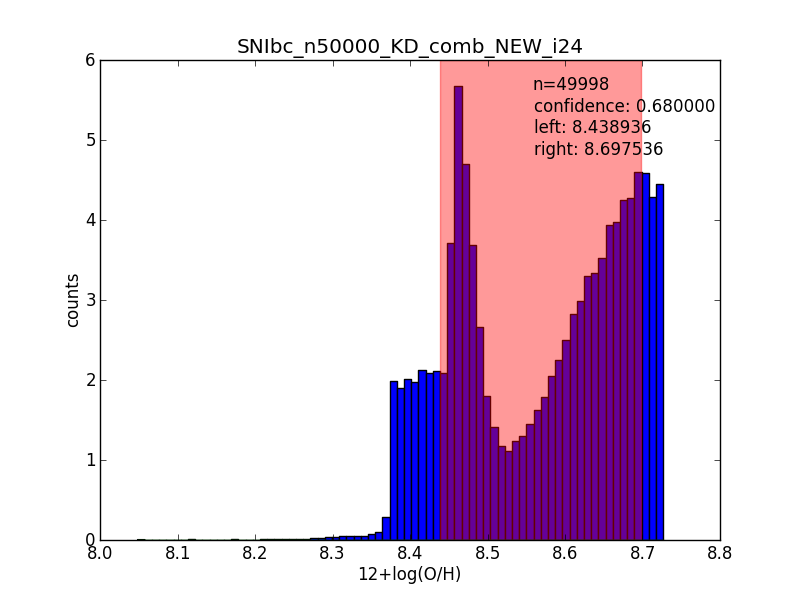 SNIbc_n50000_KD_comb_NEW_i24
n=49998
confidence: 0.680000
left: 8.438936
right: 8.697536
counts
6
5
4
3
2
1
0
8.0 8.1 8.2 8.3 8.4 8.5 8.6 8.7 8.8
12+log(O/H)